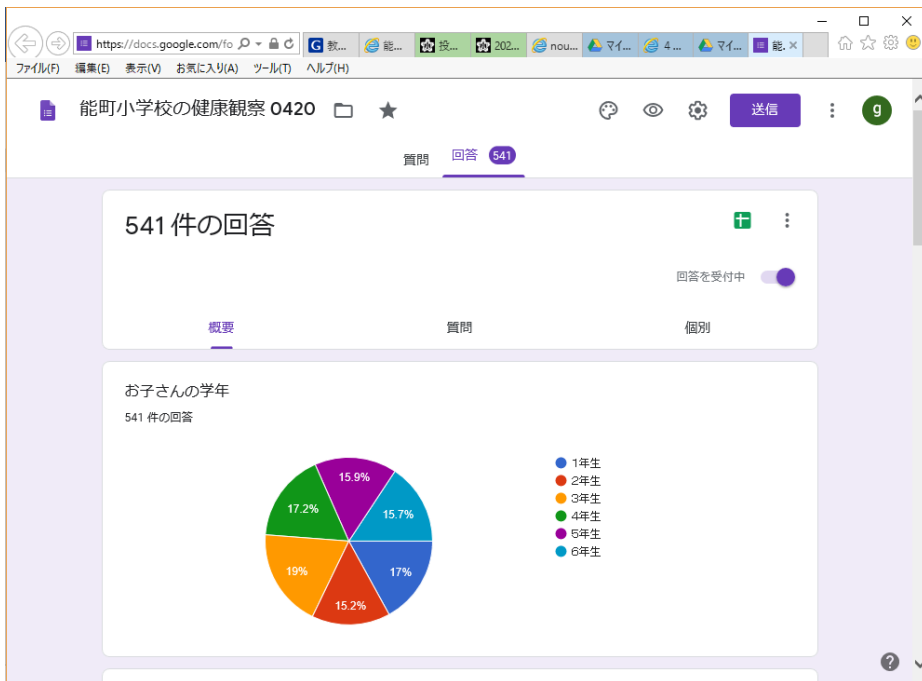 https://docs.google.com/fo
G 教...
能...
投...
202...
nou...
マイ...
4 ...
マイ...
能.
ファイル(F) 編集(E) 表示(V) お気に入り(A) ツール(T) ヘルプ(H)
能町小学校の健康観察 0420
送信
g
質問
回答 541
541 件の回答
回答を受付中
概要
質問
個別
お子さんの学年
541 件の回答
15.9%
17.2%
15.7%
19%
17%
15.2%
1年生
2年生
3年生
4年生
5年生
6年生